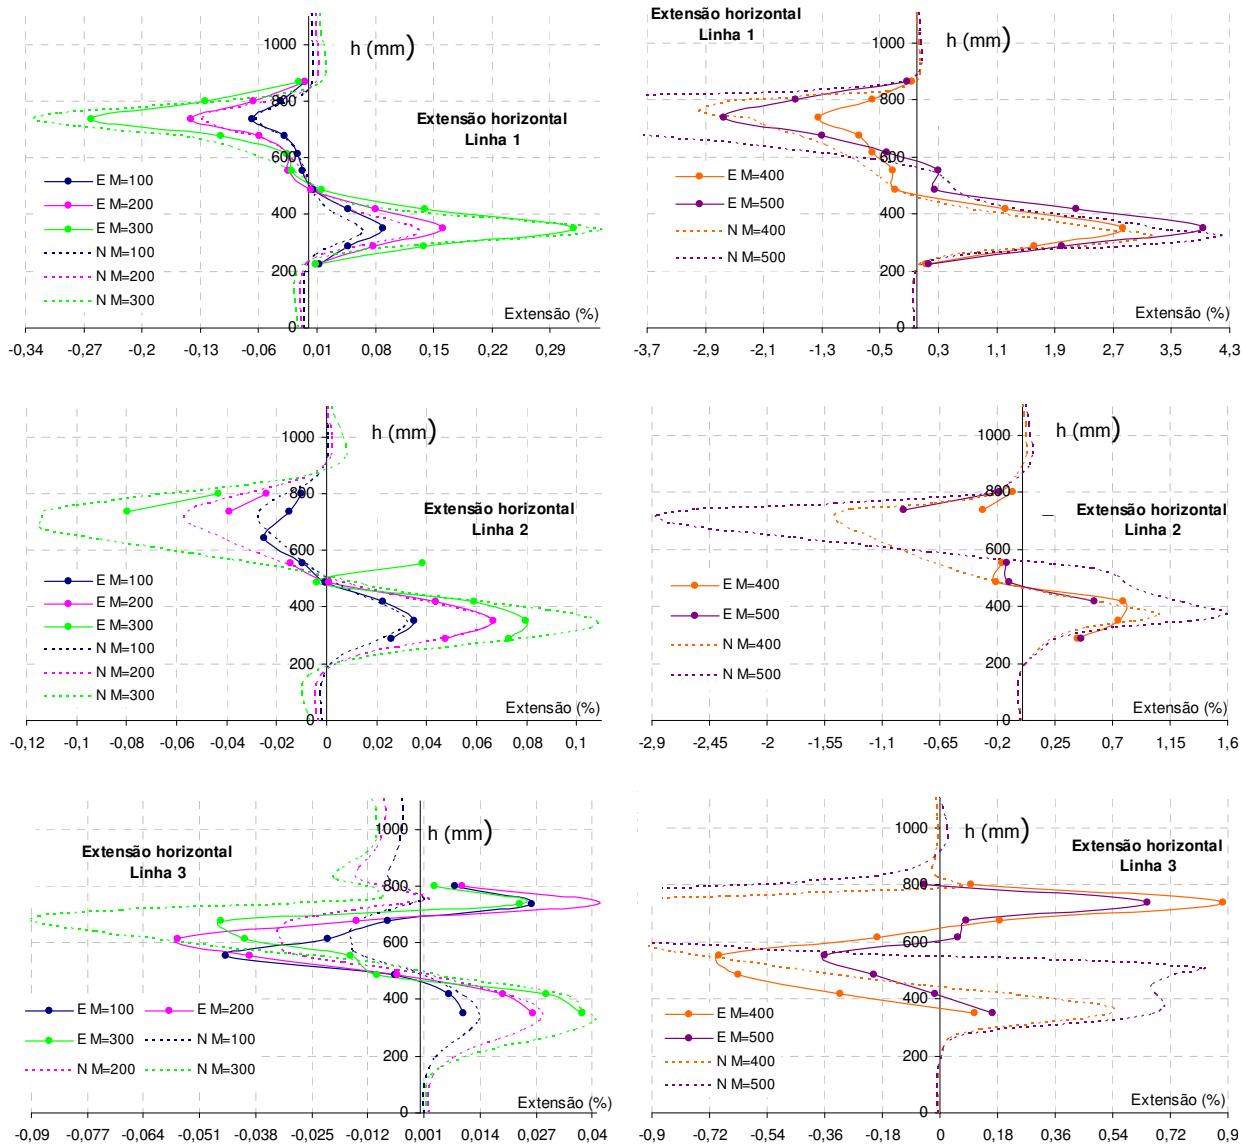 h (mm)
1000
800
600
400
200
0
Extensão horizontal
Linha 1
E M=100
E M=200
E M=300
N M=100
N M=200
N M=300
Extensão (%)
-0,34 -0,27 -0,2 -0,13 -0,06 0,01 0,08 0,15 0,22 0,29
Extensão horizontal
Linha 1
h (mm)
1000
800
600
400
200
0
E M=400
E M=500
N M=400
N M=500
Extensão (%)
-3,7 -2,9 -2,1 -1,3 -0,5 0,3 1,1 1,9 2,7 3,5 4,3
h (mm)
1000
800
600
400
200
0
Extensão horizontal
Linha 2
E M=100
E M=200
E M=300
N M=100
N M=200
N M=300
Extensão (%)
-0,12 -0,1 -0,08 -0,06 -0,04 -0,02 0 0,02 0,04 0,06 0,08 0,1
h (mm)
1000
800
600
400
200
0
Extensão horizontal
Linha 2
E M=400
E M=500
N M=400
N M=500
Extensão (%)
-2,9 -2,45 -2 -1,55 -1,1 -0,65 -0,2 0,25 0,7 1,15 1,6
h (mm)
1000
800
600
400
200
0
Extensão horizontal
Linha 3
E M=100 E M=200
E M=300 N M=100
N M=200 N M=300
Extensão (%)
-0,09 -0,077 -0,064 -0,051 -0,038 -0,025 -0,012 0,001 0,014 0,027 0,04
h (mm)
1000
800
600
400
200
0
Extensão horizontal
Linha 3
E M=400
E M=500
N M=400
N M=500
Extensão (%)
-0,9 -0,72 -0,54 -0,36 -0,18 0 0,18 0,36 0,54 0,72 0,9